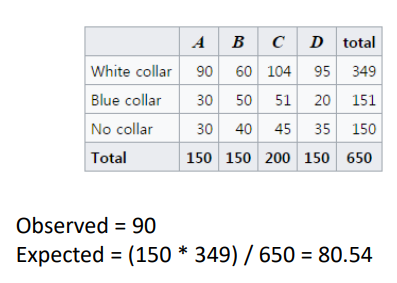 A B C D total
White collar 90 60 104 95 349
Blue collar 30 50 51 20 151
No collar 30 40 45 35 150
Total 150 150 200 150 650
Observed = 90
Expected = (150 * 349) / 650 = 80.54